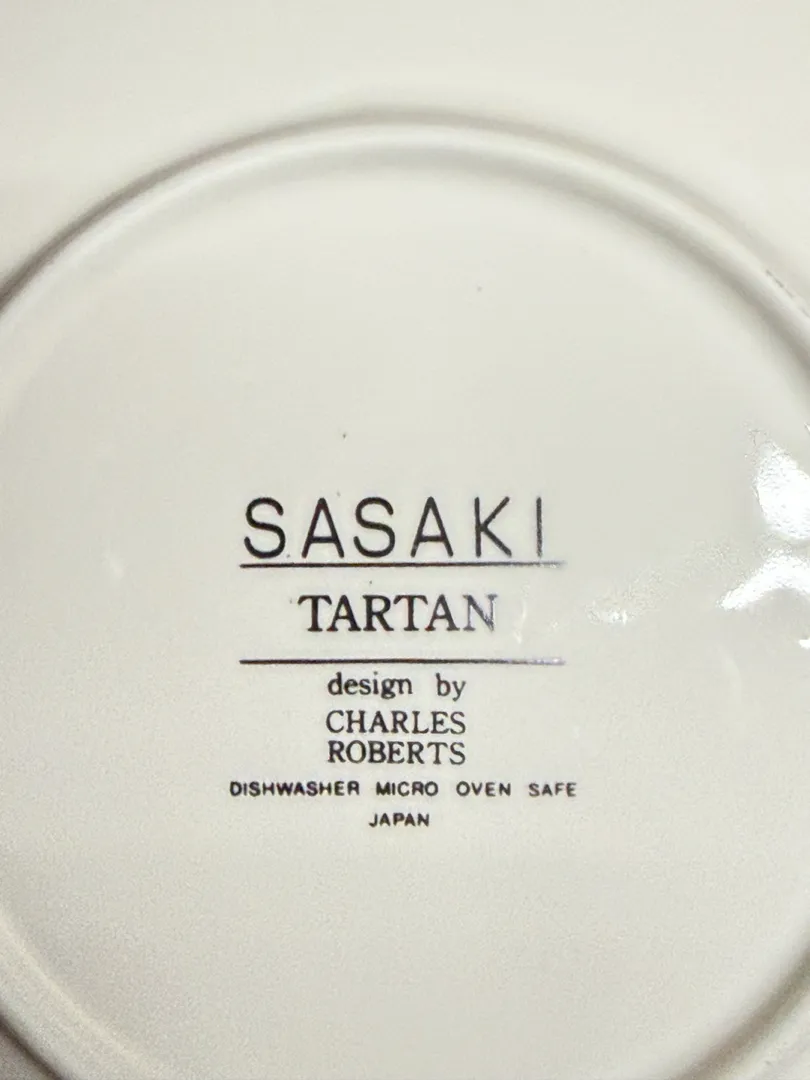 SASAKI
TARTAN
design by
CHARLES
ROBERTS
DISHWASHER MICRO OVEN SAFE
JAPAN